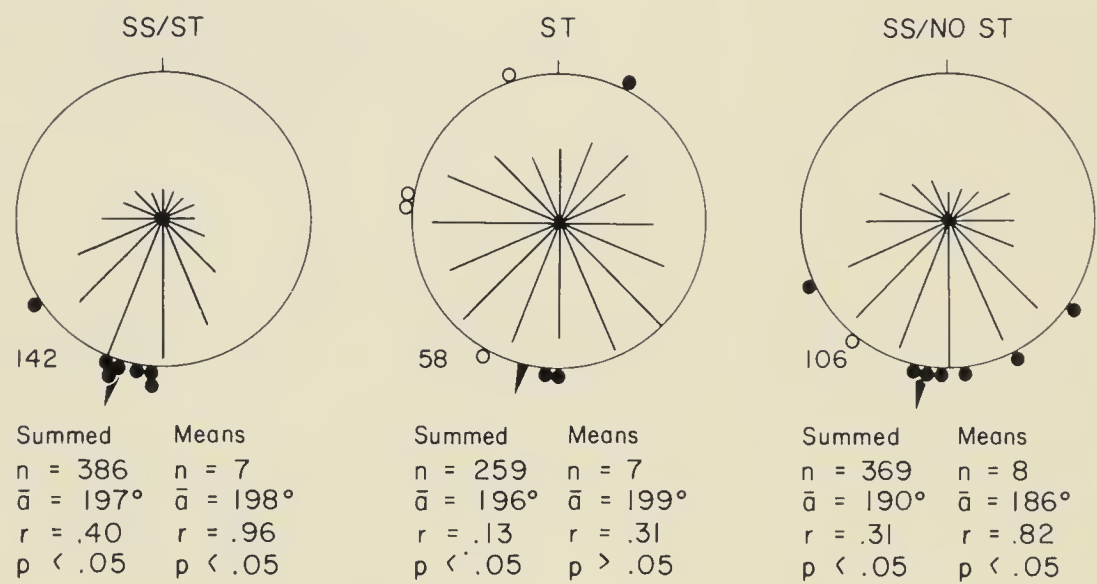 SS/ST
ST
SS/NO ST
142
58
106
Summed Means
n = 386 n = 7
ā = 197° ā = 198°
r = .40 r = .96
p < .05 p < .05
Summed Means
n = 259 n = 7
ā = 196° ā = 199°
r = .13 r = .31
p < .05 p > .05
Summed Means
n = 369 n = 8
ā = 190° ā = 186°
r = .31 r = .82
p < .05 p < .05